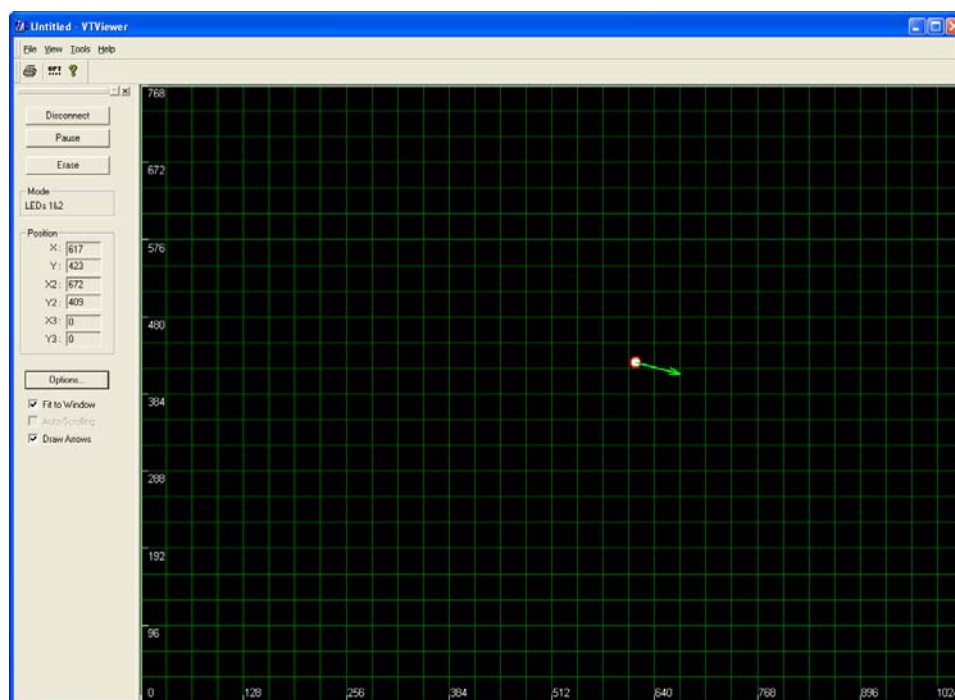 Untitled - VTViewer
File View Tools Help
OPT
Disconnect
Pause
Erase
Mode
LEDs 1&2
Position
X: 617
Y: 423
X2: 672
Y2: 409
X3: 0
Y3: 0
Options...
Fit to Window
Auto-Scrolling
Draw Arrows
768
672
576
480
384
288
192
96
0 128 256 384 512 640 768 896 1024